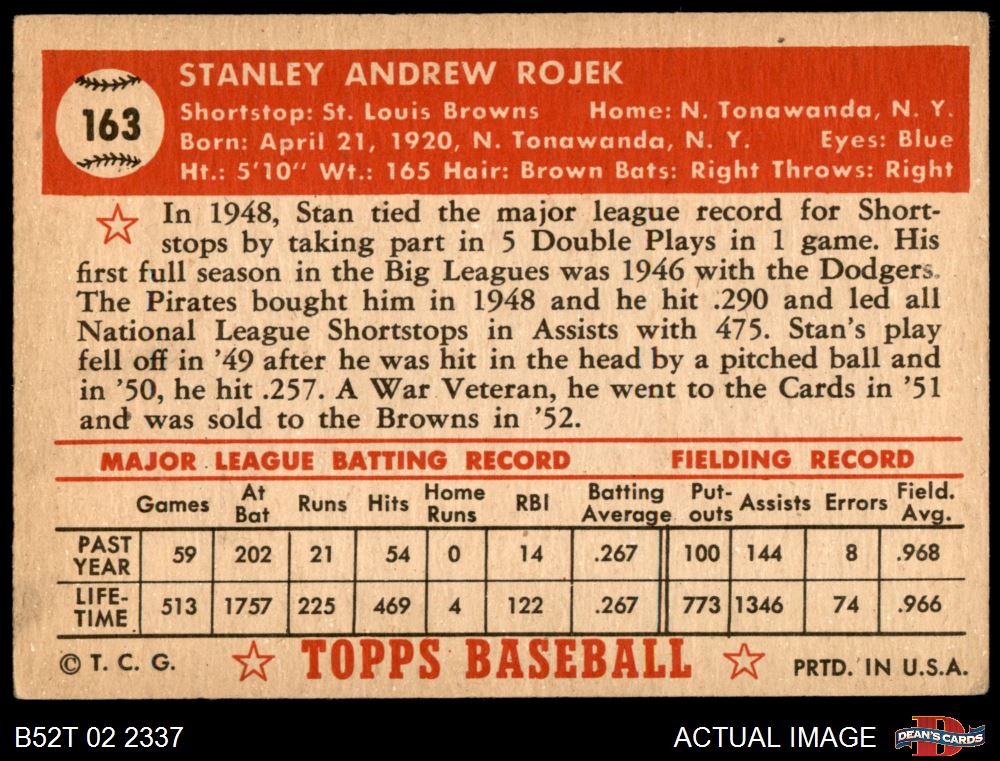 163
STANLEY ANDREW ROJEK
Shortstop: St. Louis Browns Home: N. Tonawanda, N. Y.
Born: April 21, 1920, N. Tonawanda, N. Y. Eyes: Blue
Ht.: 5'10" Wt.: 165 Hair: Brown Bats: Right Throws: Right
In 1948, Stan tied the major league record for Short-
stops by taking part in 5 Double Plays in 1 game. His
first full season in the Big Leagues was 1946 with the Dodgers.
The Pirates bought him in 1948 and he hit .290 and led all
National League Shortstops in Assists with 475. Stan's play
fell off in '49 after he was hit in the head by a pitched ball and
in '50, he hit .257. A War Veteran, he went to the Cards in '51
and was sold to the Browns in '52.
MAJOR LEAGUE BATTING RECORD FIELDING RECORD
Games At Bat Runs Hits Home Runs RBI Batting Average Put-outs Assists Errors Field. Avg.
PAST YEAR 59 202 21 54 0 14 .267 100 144 8 .968
LIFE-TIME 513 1757 225 469 4 122 .267 773 1346 74 .966
© T. C. G. TOPPS BASEBALL PRTD. IN U.S.A.
B52T 02 2337 ACTUAL IMAGE D DEAN'S CARDS